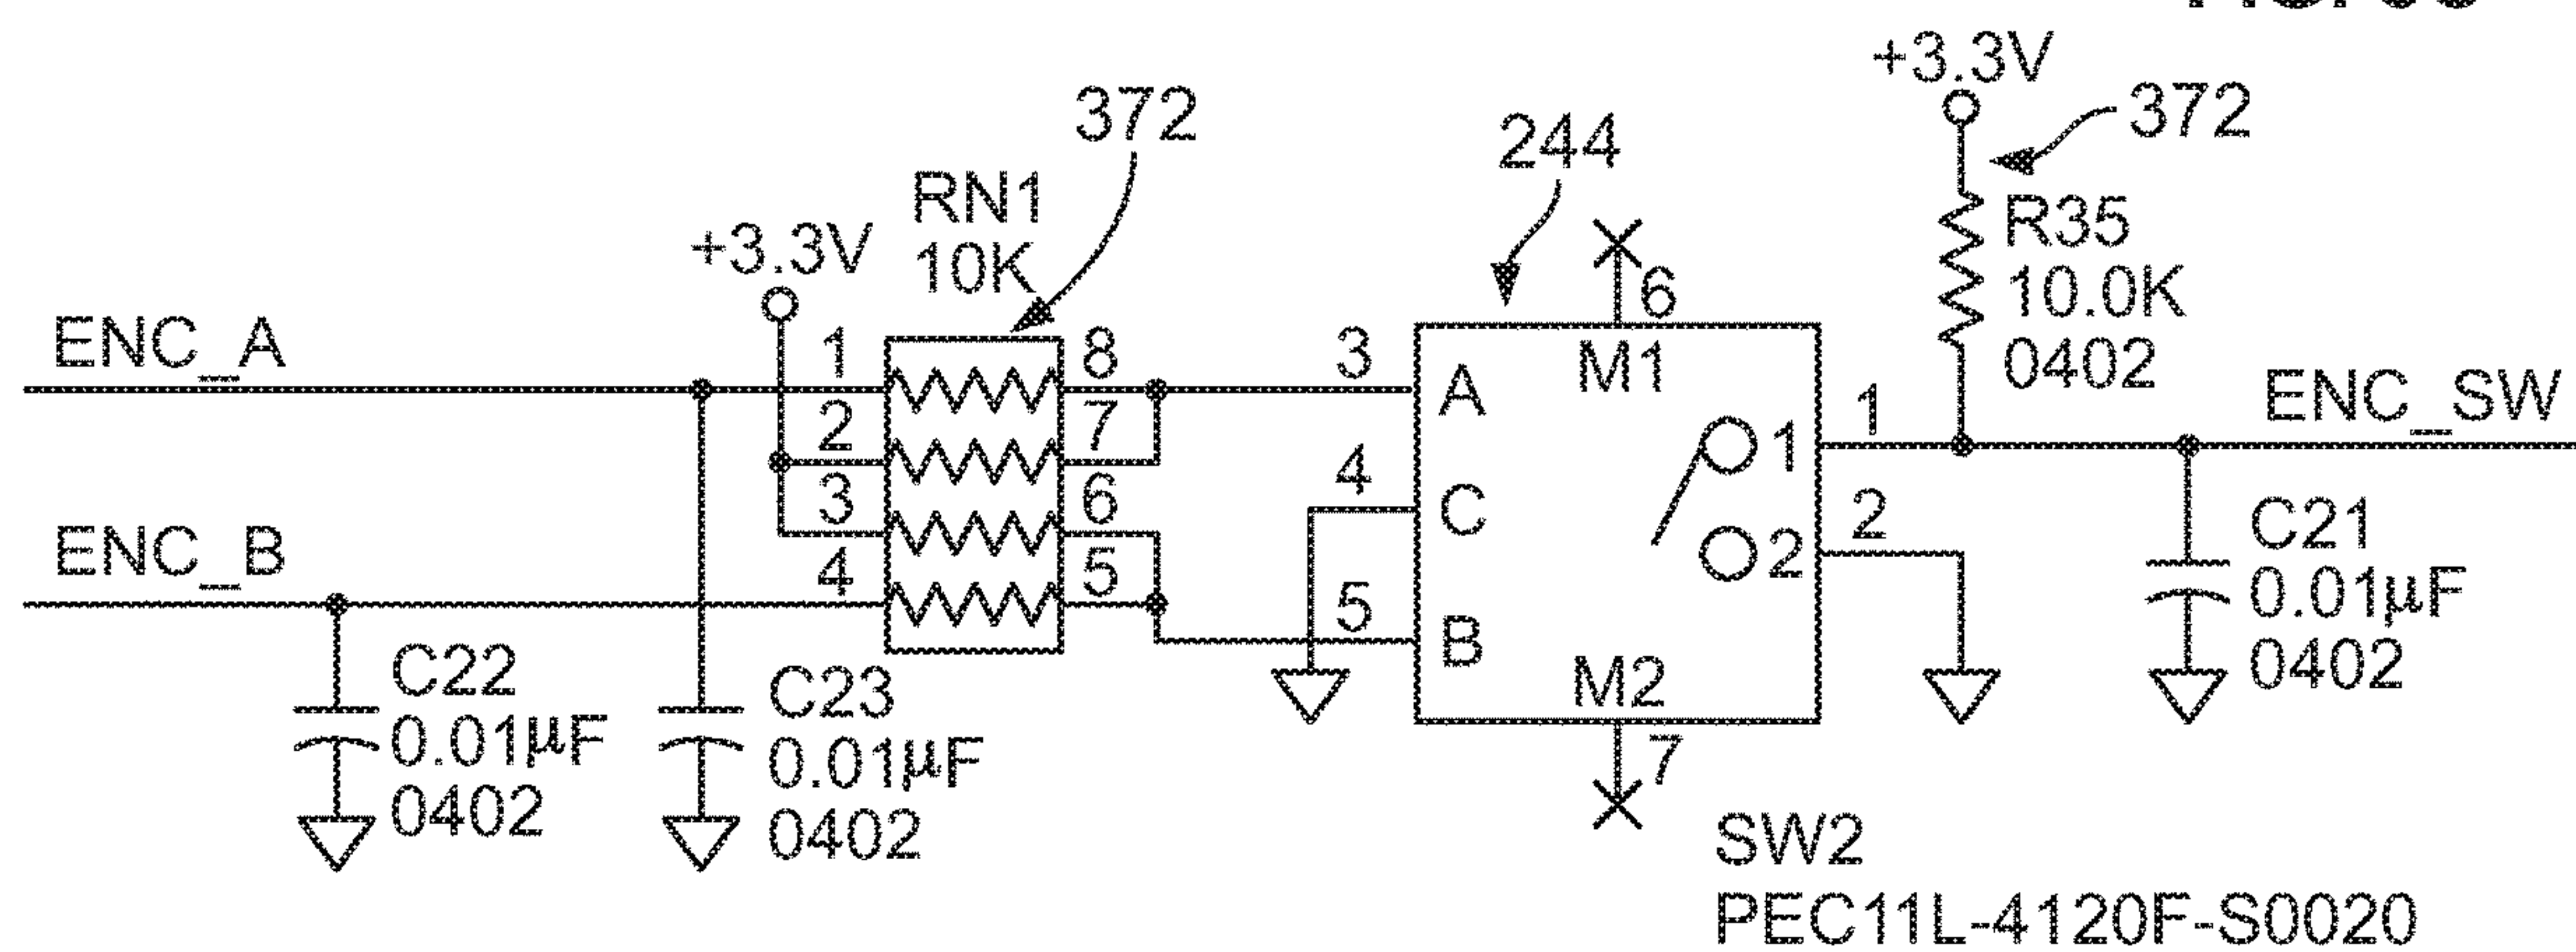 +3.3V
372
372
244
RN1
10K
+3.3V
R35
10.0K
0402
ENC_A
1
8
3
A
M1
6
ENC_SW
2
7
1
1
3
6
4
C
2
2
ENC_B
4
5
5
B
M2
7
C21
0.01µF
0402
C22
0.01µF
0402
C23
0.01µF
0402
SW2
PEC11L-4120F-S0020